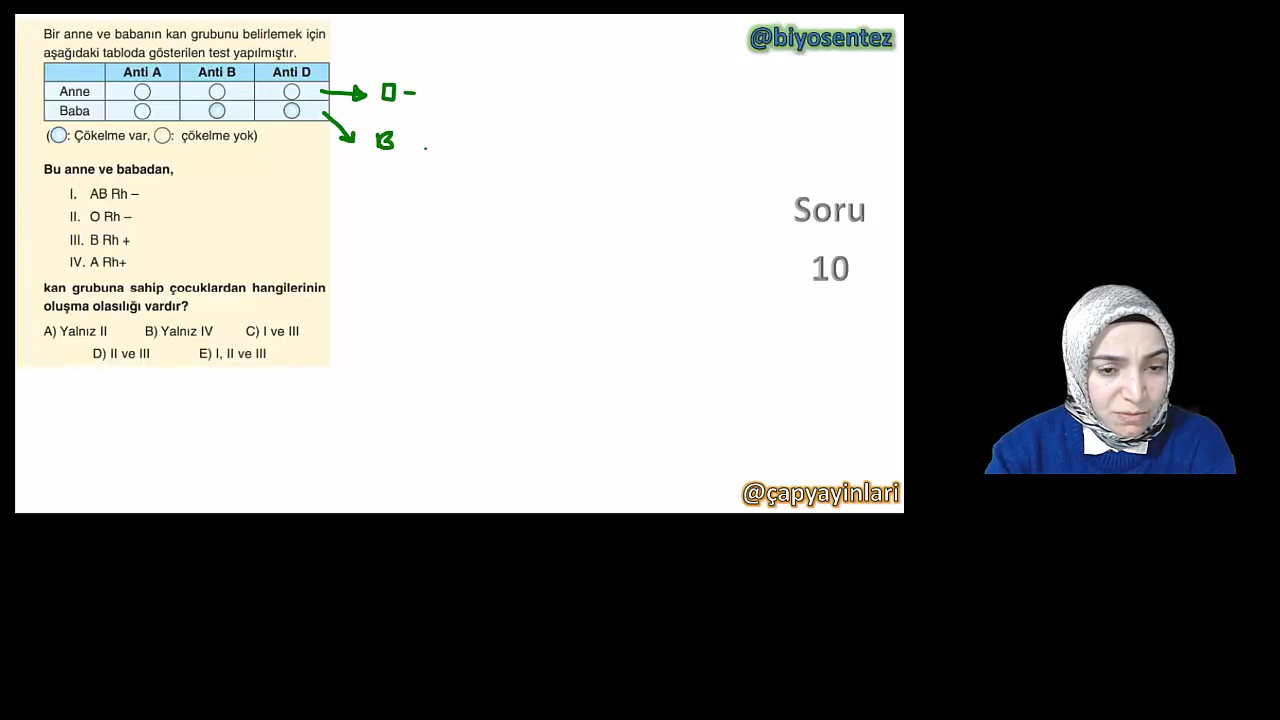 Bir anne ve babanın kan grubunu belirlemek için
aşağıdaki tabloda gösterilen test yapılmıştır.
Anti A Anti B Anti D
Anne
Baba
( : Çökelme var, : çökelme yok)
Bu anne ve babadan,
I. AB Rh –
II. O Rh –
III. B Rh +
IV. A Rh+
kan grubuna sahip çocuklardan hangilerinin
oluşma olasılığı vardır?
A) Yalnız II B) Yalnız IV C) I ve III
D) II ve III E) I, II ve III
0 -
B
@biyosentez
Soru
10
@çapyayinlari